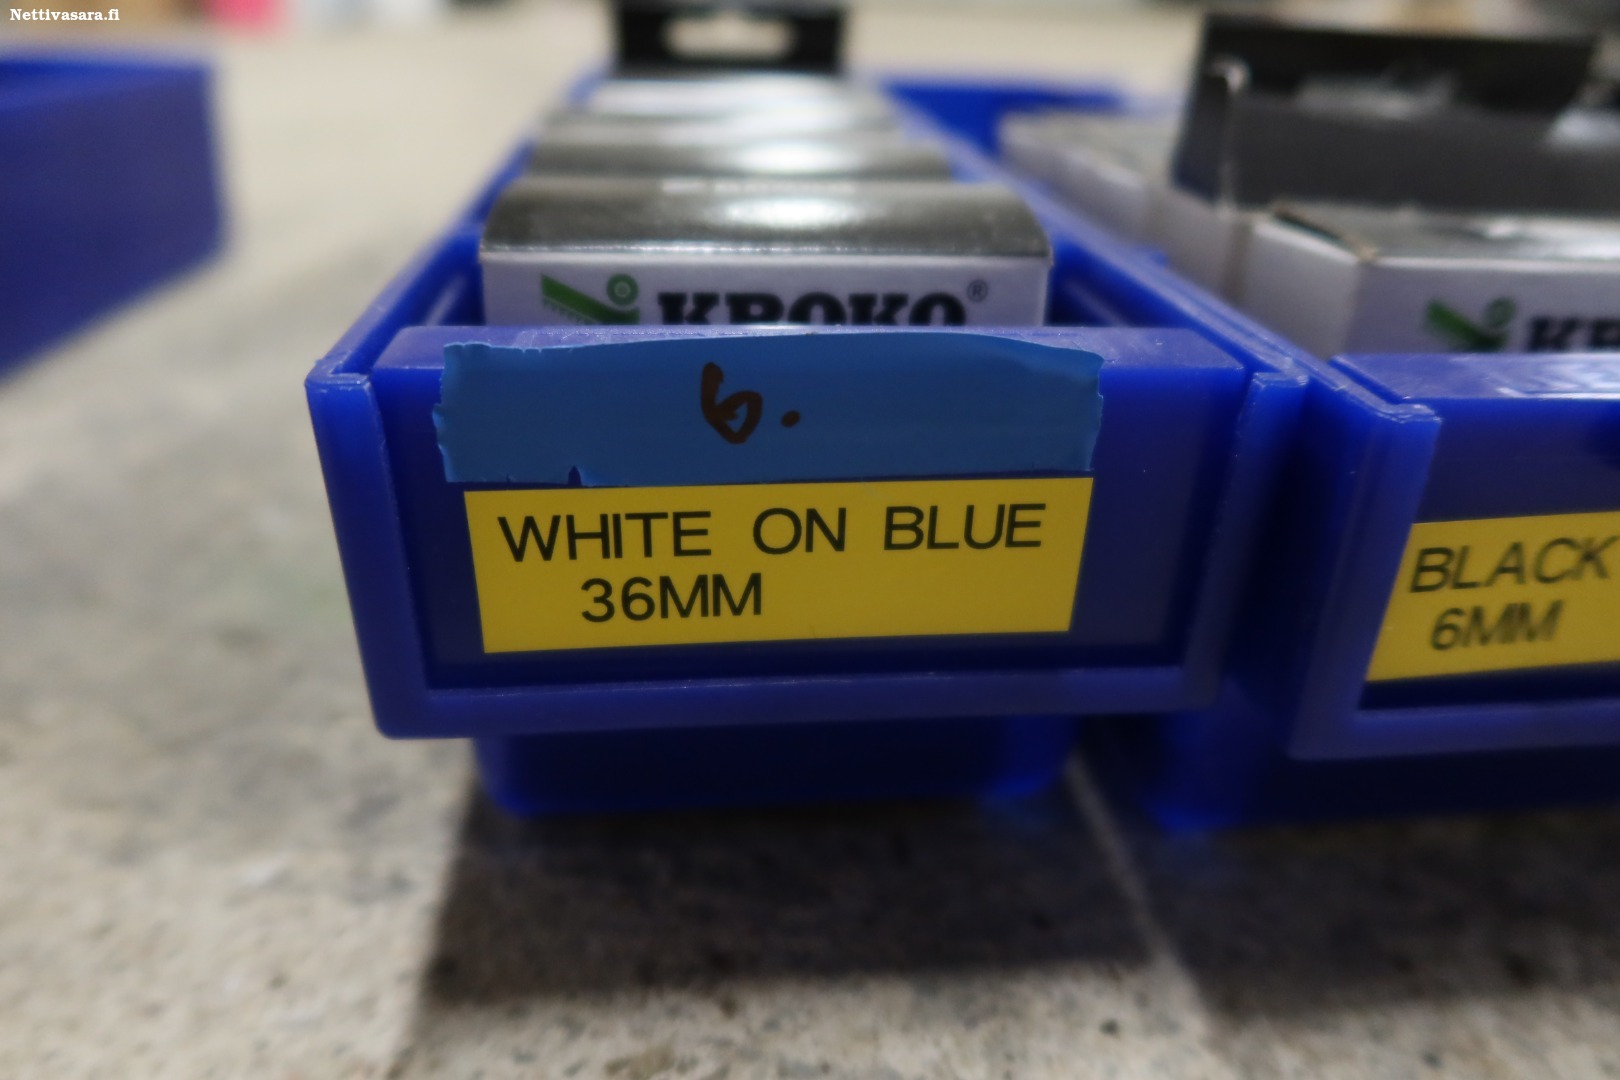 Nettivasara.fi
KROKO®
6.
WHITE ON BLUE
36MM
BLACK
6MM